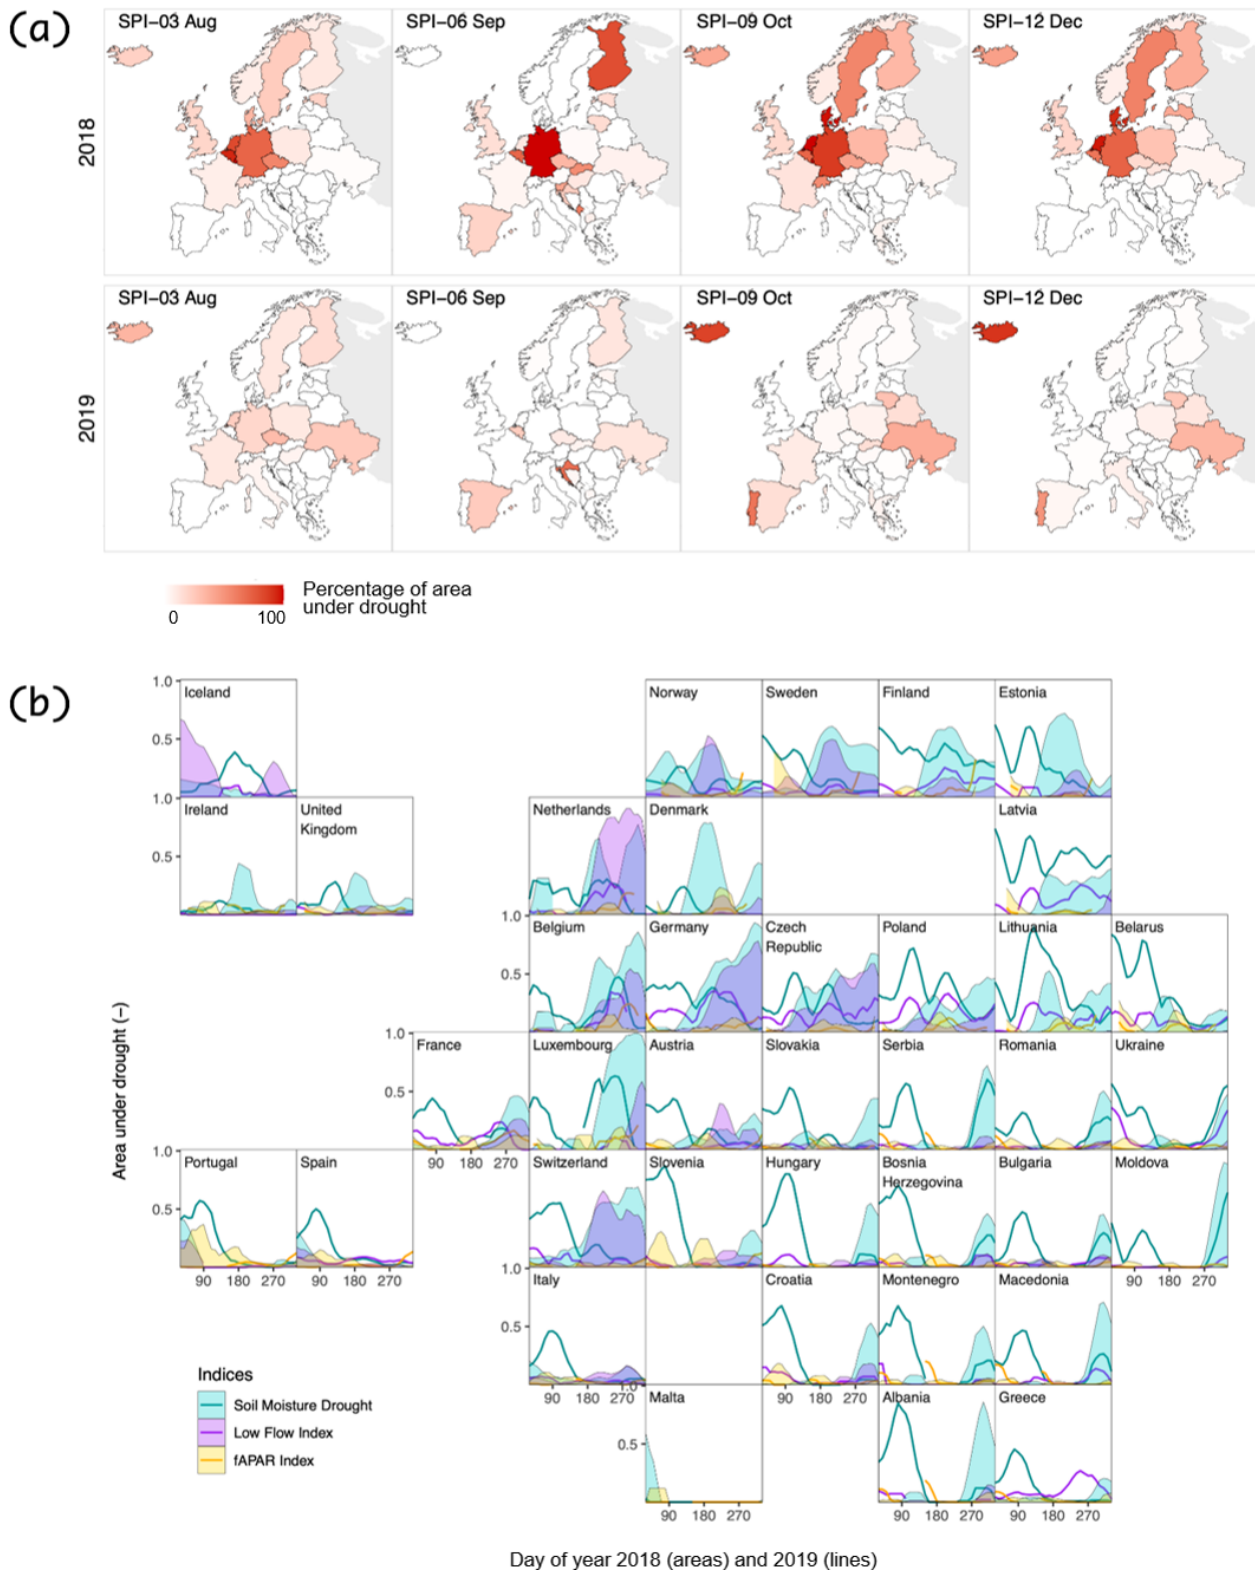 (a)
SPI-03 Aug
SPI-06 Sep
SPI-09 Oct
SPI-12 Dec
2018
SPI-03 Aug
SPI-06 Sep
SPI-09 Oct
SPI-12 Dec
2019
Percentage of area
under drought
0 100
(b)
1.0
Iceland
Norway
Sweden
Finland
Estonia
0.5
1.0
Ireland
United
Kingdom
Netherlands
Denmark
Latvia
0.5
1.0
Belgium
Germany
Czech
Republic
Poland
Lithuania
Belarus
0.5
1.0
France
Luxembourg
Austria
Slovakia
Serbia
Romania
Ukraine
0.5
90 180 270
1.0
Portugal
Spain
Switzerland
Slovenia
Hungary
Bosnia
Herzegovina
Bulgaria
Moldova
0.5
90 180 270
90 180 270
90 180 270
1.0
Italy
Croatia
Montenegro
Macedonia
0.5
90 180 270
90 180 270
1.0
Malta
Albania
Greece
0.5
90 180 270
90 180 270
90 180 270
Area under drought (–)
Indices
Soil Moisture Drought
Low Flow Index
fAPAR Index
Day of year 2018 (areas) and 2019 (lines)